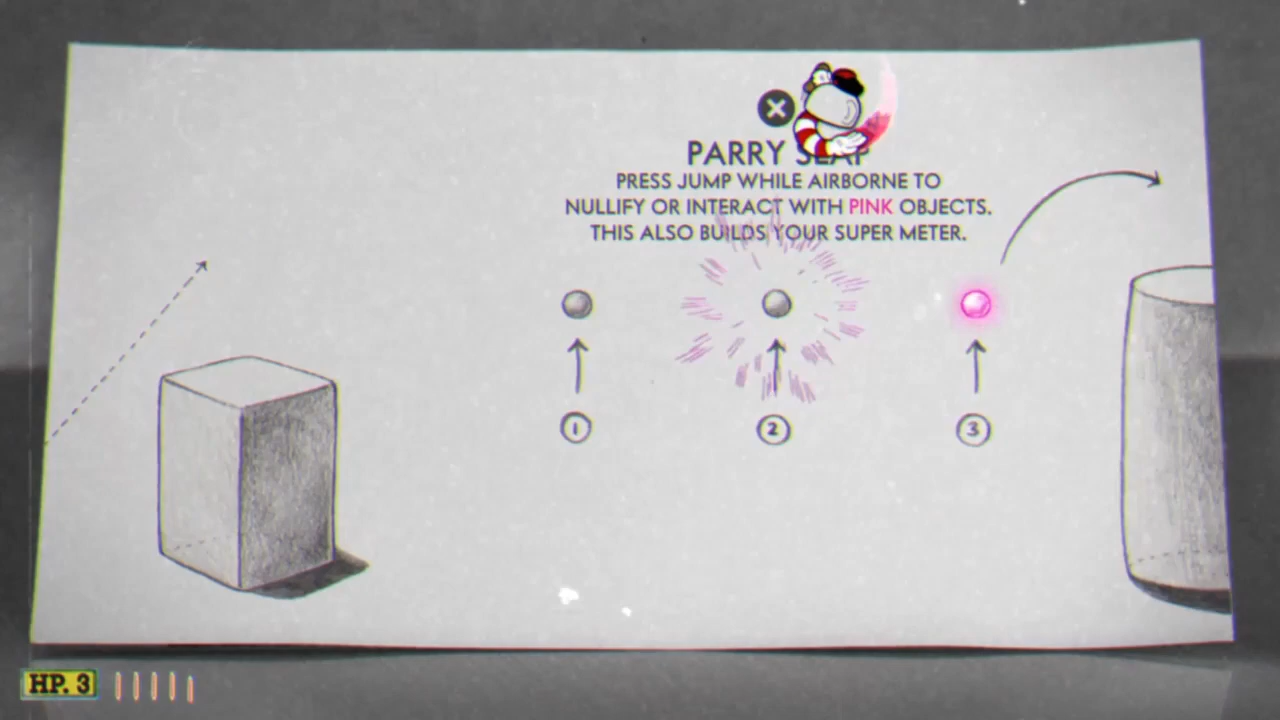 PARRY SLAP
PRESS JUMP WHILE AIRBORNE TO
NULLIFY OR INTERACT WITH PINK OBJECTS.
THIS ALSO BUILDS YOUR SUPER METER.
1
2
3
HP. 3